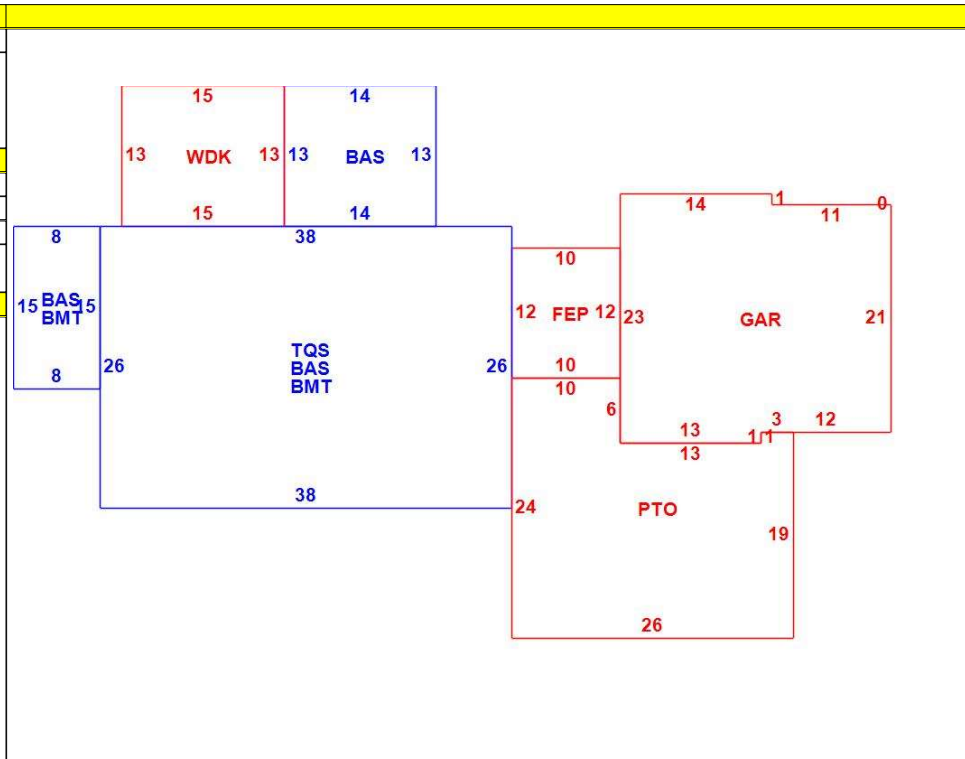 15 14
13 WDK 13 13 BAS 13
15 14
14 1 11 0
8 38
10
15 BAS 15
BMT
12 FEP 12 23 GAR 21
TQS
BAS
BMT
26 26
8
10
10
6
13 3 12
1 1
13
38
24 PTO
19
26